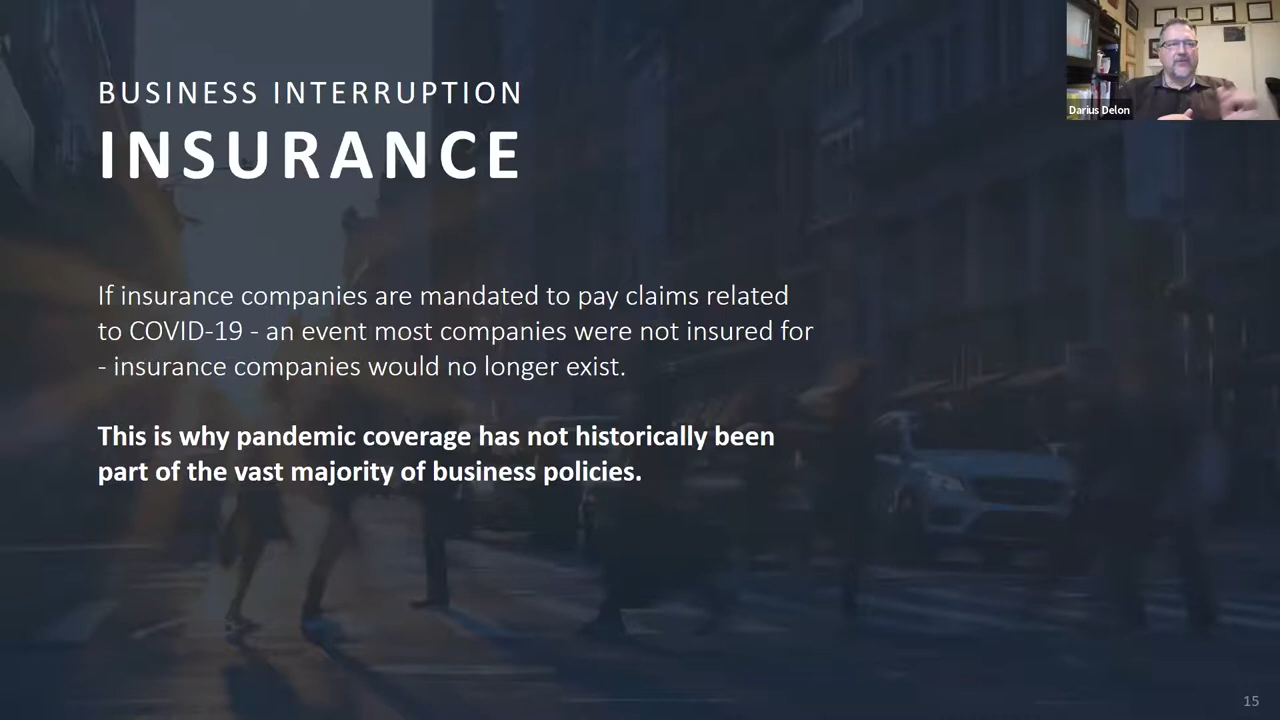 BUSINESS INTERRUPTION
INSURANCE
Darius Delon
If insurance companies are mandated to pay claims related
to COVID-19 - an event most companies were not insured for
- insurance companies would no longer exist.
This is why pandemic coverage has not historically been
part of the vast majority of business policies.
15